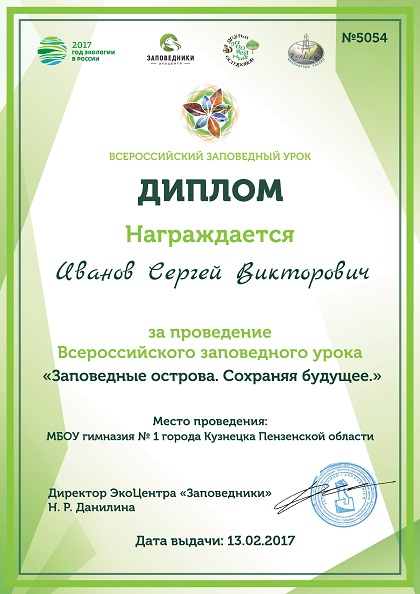 2017
ГОД ЭКОЛОГИИ
В РОССИИ
ЗАПОВЕДНИКИ
ЭКОЦЕНТР
№5054
ВСЕРОССИЙСКИЙ ЗАПОВЕДНЫЙ УРОК
ДИПЛОМ
Награждается
Иванов Сергей Викторович
за проведение
Всероссийского заповедного урока
«Заповедные острова. Сохраняя будущее.»
Место проведения:
МБОУ гимназия № 1 города Кузнецка Пензенской области
Директор ЭкоЦентра «Заповедники»
Н. Р. Данилина
Дата выдачи: 13.02.2017